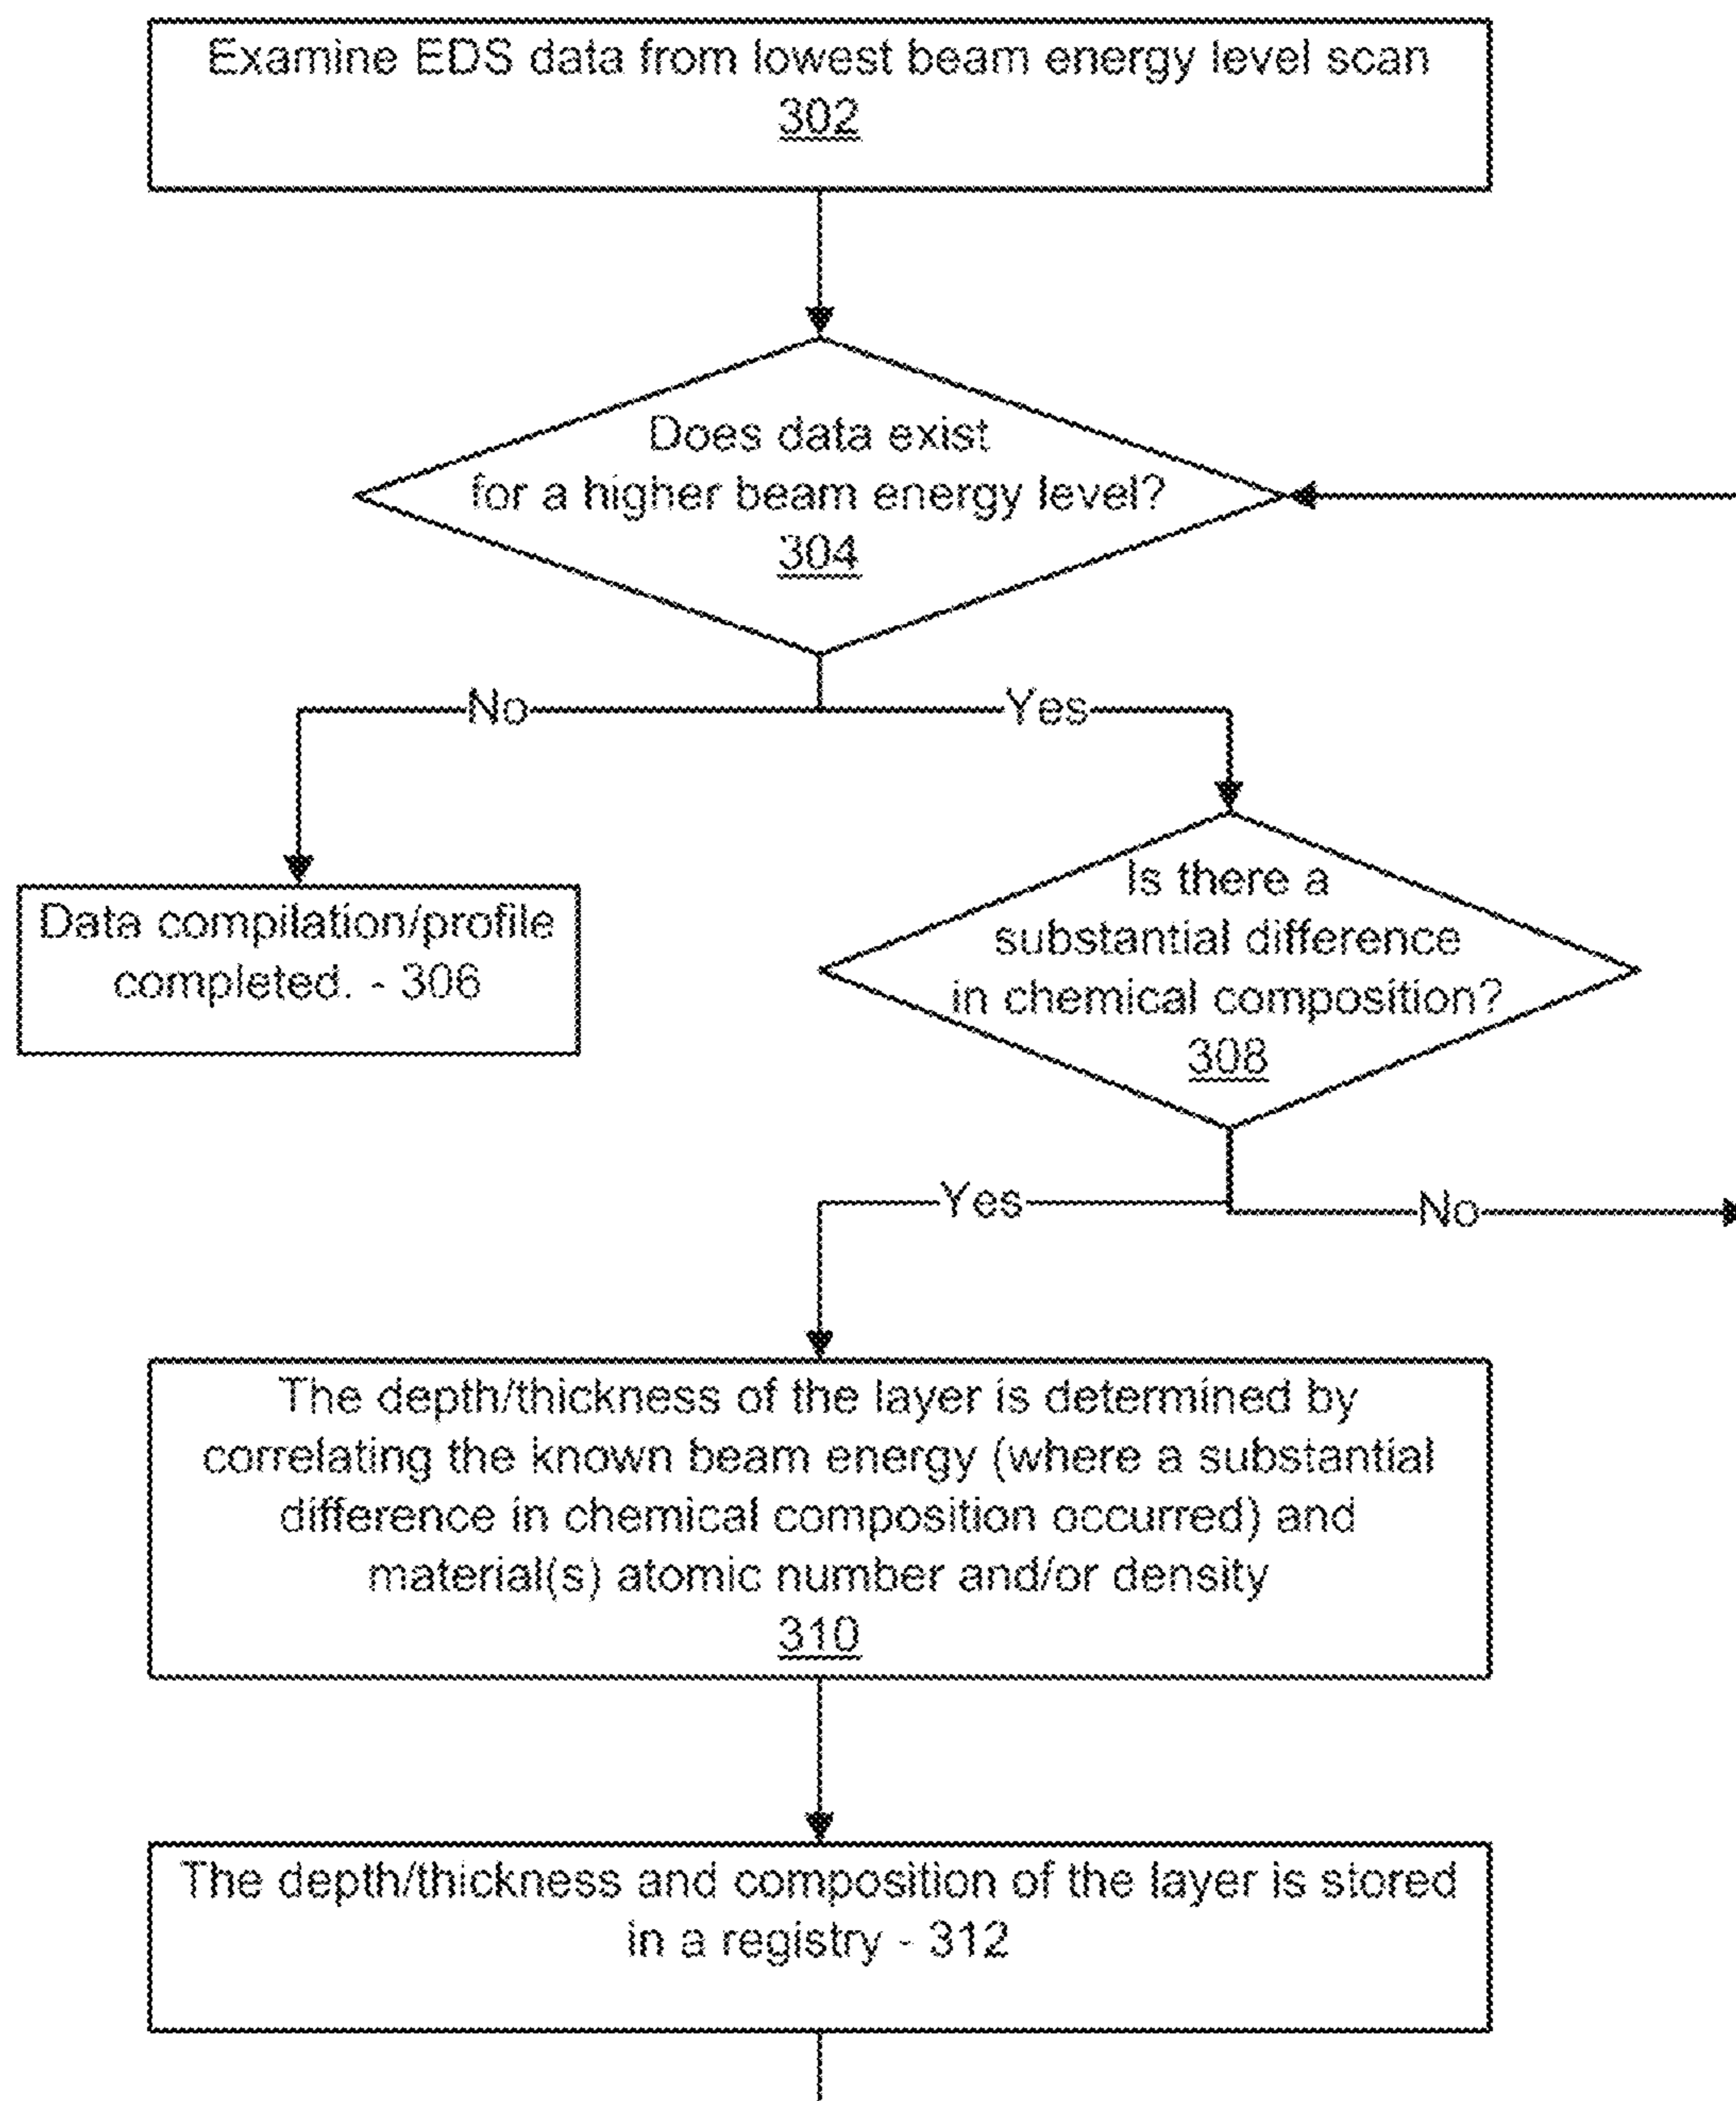 Examine EDS data from lowest beam energy level scan
302
Does data exist
for a higher beam energy level?
304
No
Yes
Data compilation/profile
completed. - 306
Is there a
substantial difference
in chemical composition?
308
Yes
No
The depth/thickness of the layer is determined by
correlating the known beam energy (where a substantial
difference in chemical composition occurred) and
material(s) atomic number and/or density
310
The depth/thickness and composition of the layer is stored
in a registry - 312